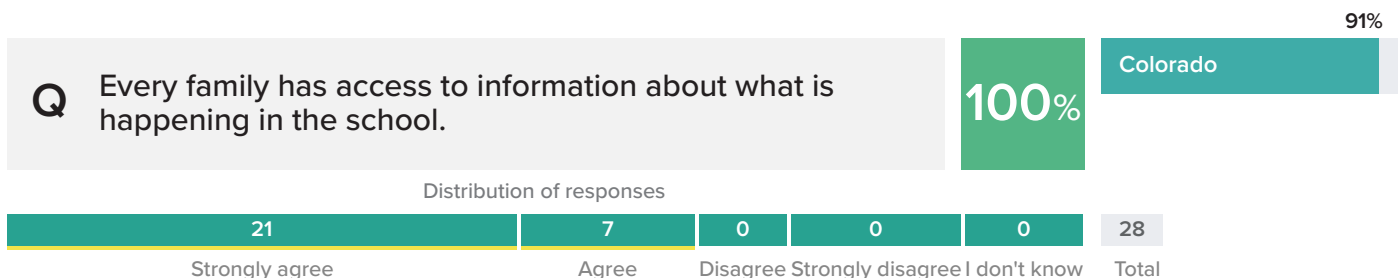 91%
Q
Every family has access to information about what is
happening in the school.
100%
Colorado
Distribution of responses
21 7 0 0 0 28
Strongly agree Agree Disagree Strongly disagree I don't know Total